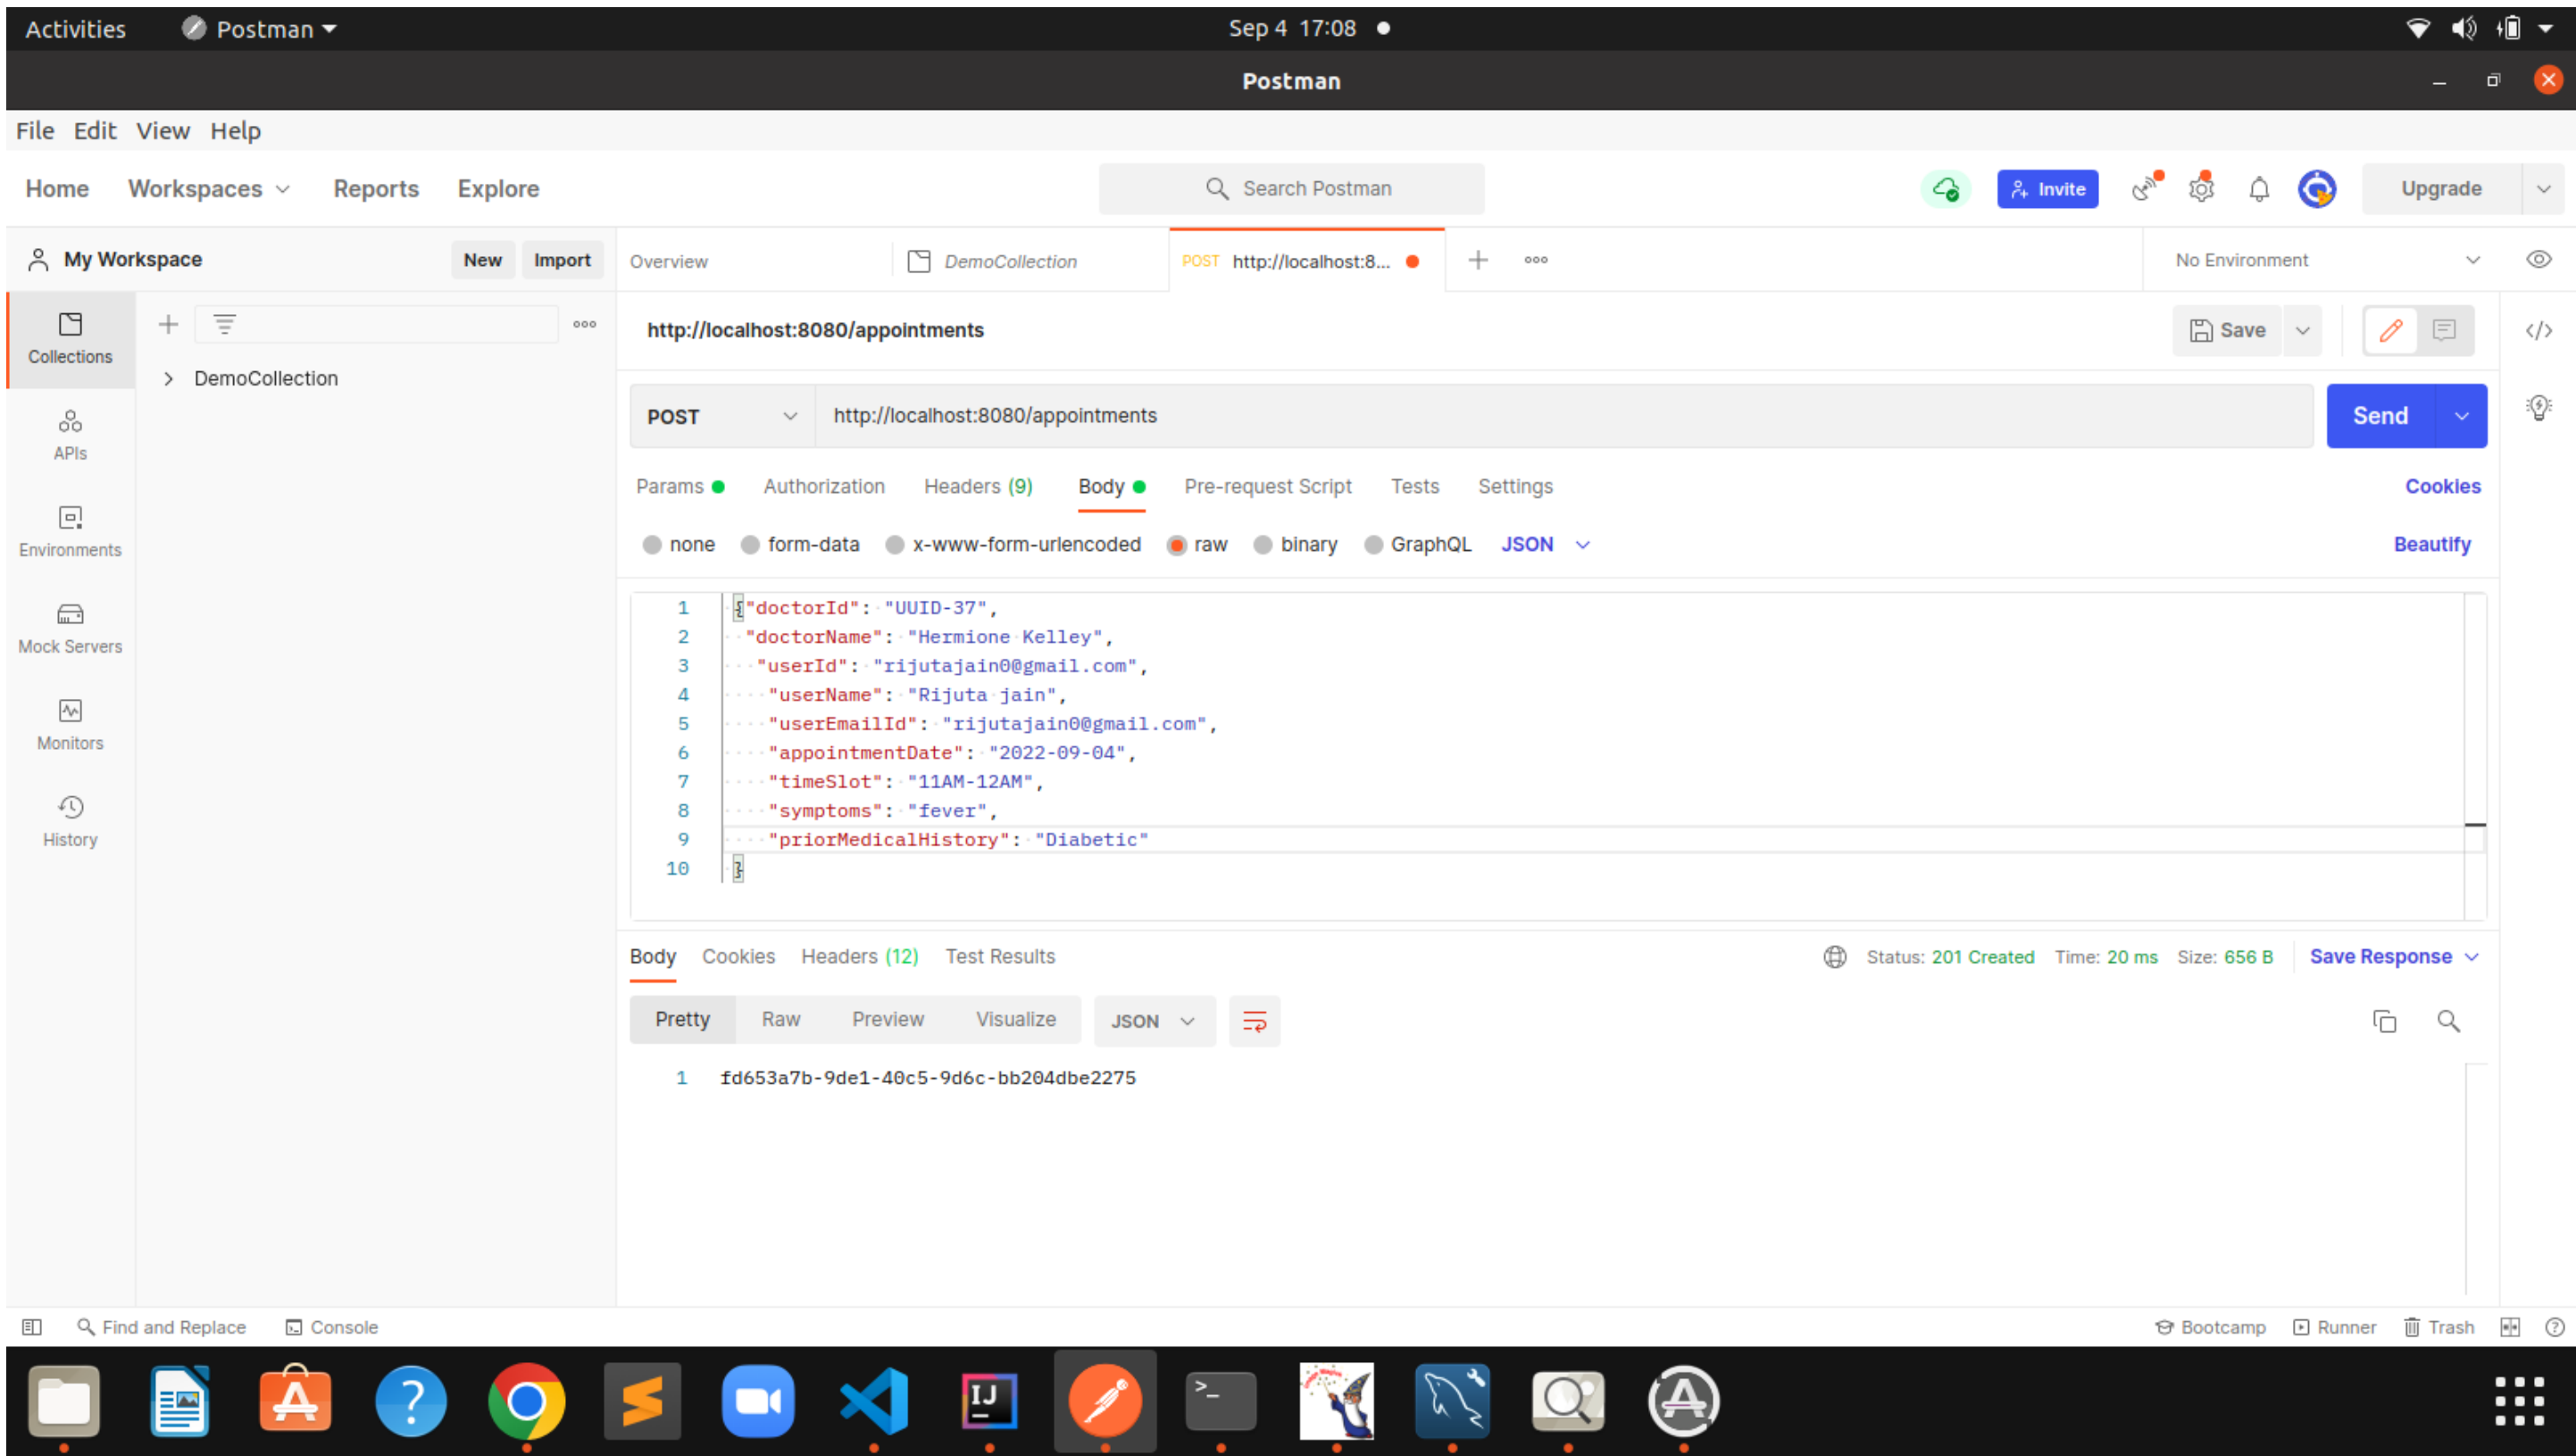 Activities Postman Sep 4 17:08
Postman
File Edit View Help
Home Workspaces Reports Explore Search Postman Invite Upgrade
My Workspace New Import Overview DemoCollection POST http://localhost:8... No Environment
Collections
http://localhost:8080/appointments Save
DemoCollection
POST http://localhost:8080/appointments Send
APIs
Params Authorization Headers (9) Body Pre-request Script Tests Settings Cookies
Environments
none form-data x-www-form-urlencoded raw binary GraphQL JSON Beautify
Mock Servers
Monitors
History
1 {"doctorId": "UUID-37",
2 "doctorName": "Hermione Kelley",
3 "userId": "rijutajain0@gmail.com",
4 "userName": "Rijuta jain",
5 "userEmailId": "rijutajain0@gmail.com",
6 "appointmentDate": "2022-09-04",
7 "timeSlot": "11AM-12AM",
8 "symptoms": "fever",
9 "priorMedicalHistory": "Diabetic"
10 }
Body Cookies Headers (12) Test Results Status: 201 Created Time: 20 ms Size: 656 B Save Response
Pretty Raw Preview Visualize JSON
1 fd653a7b-9de1-40c5-9d6c-bb204dbe2275
Find and Replace Console Bootcamp Runner Trash